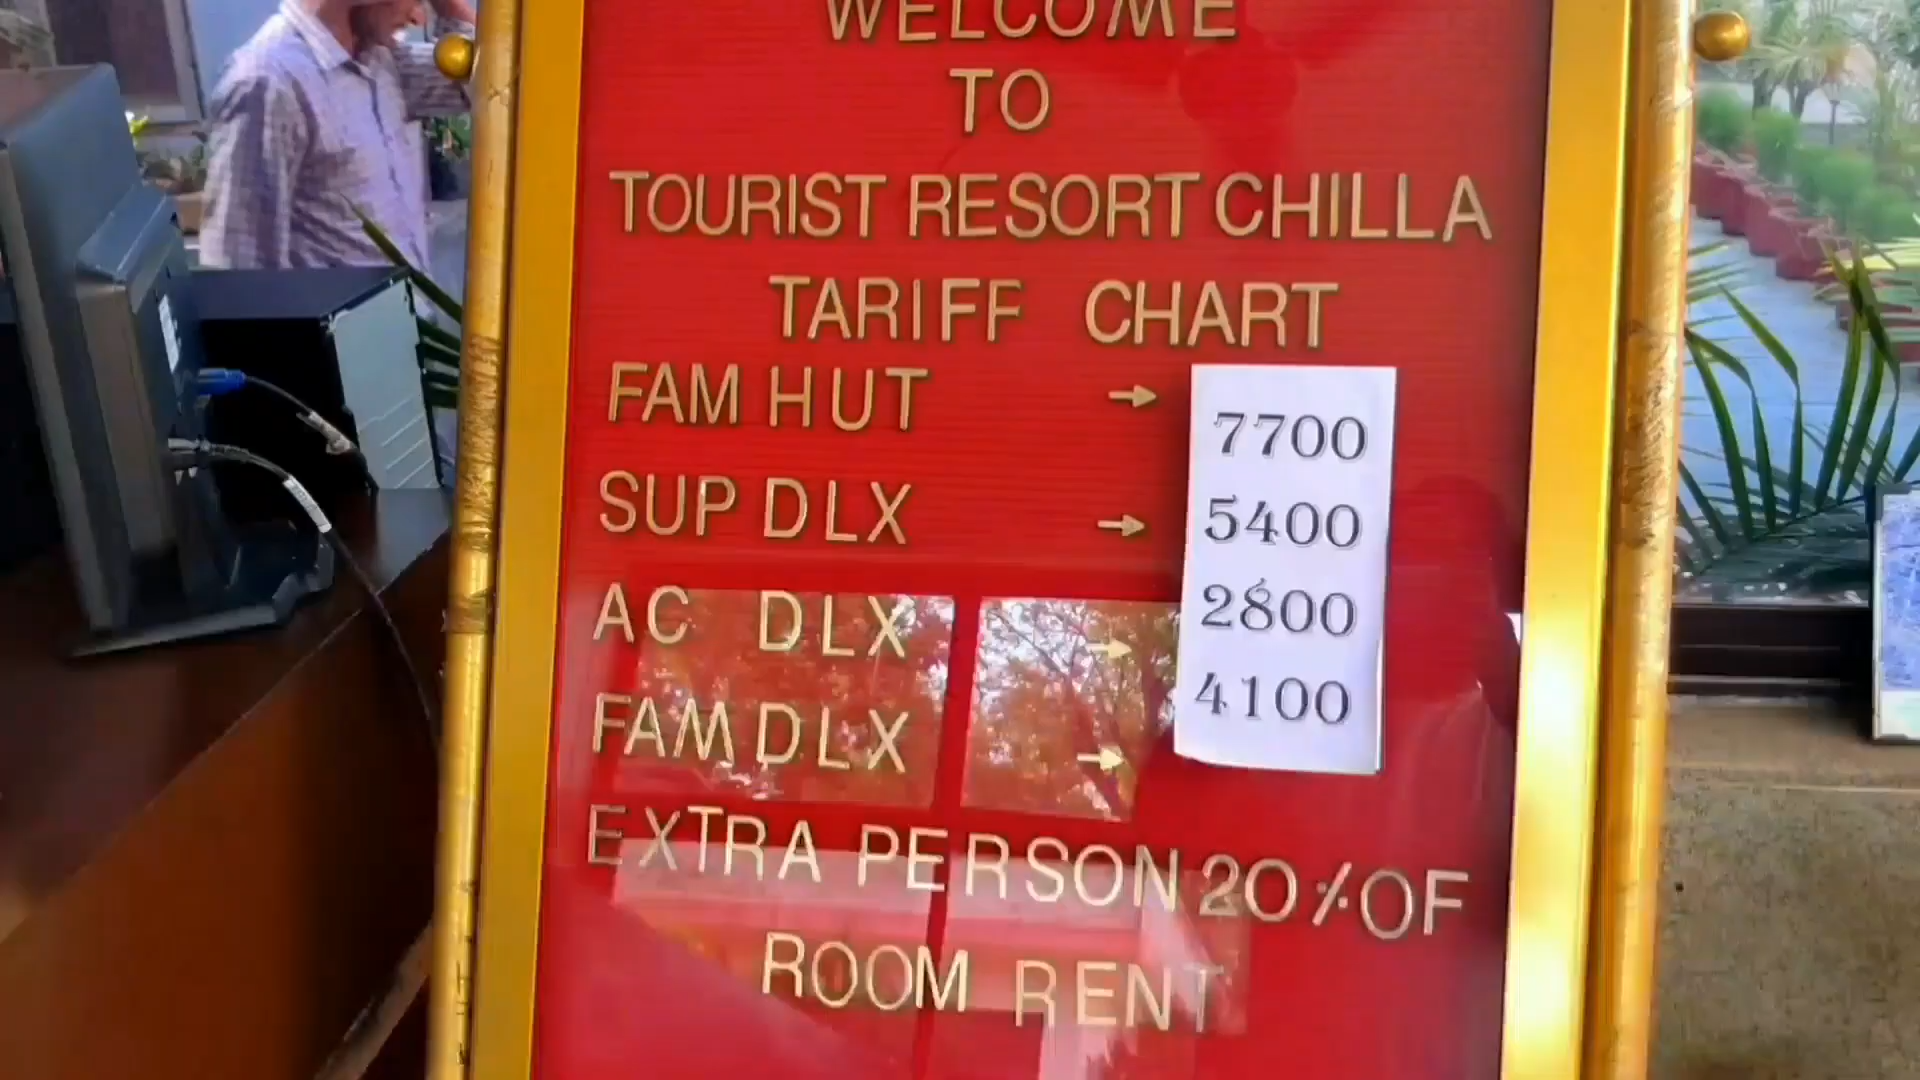 WELCOME
TO
TOURIST RESORT CHILLA
TARIFF CHART
FAM HUT → 7700
SUP DLX → 5400
AC DLX → 2800
FAM DLX → 4100
EXTRA PERSON 20% OF
ROOM RENT